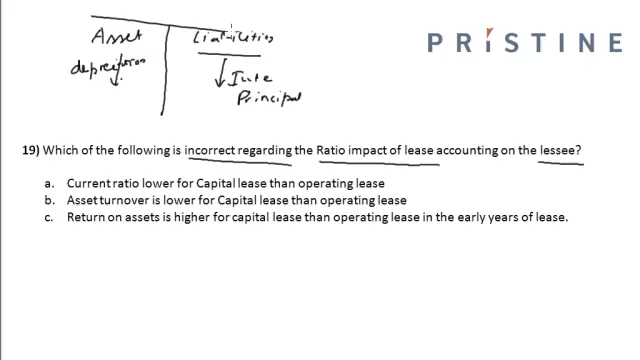 Asset
Liabilities
depreciation
Inte
Principal
PRISTINE
19) Which of the following is incorrect regarding the Ratio impact of lease accounting on the lessee?
a. Current ratio lower for Capital lease than operating lease
b. Asset turnover is lower for Capital lease than operating lease
c. Return on assets is higher for capital lease than operating lease in the early years of lease.